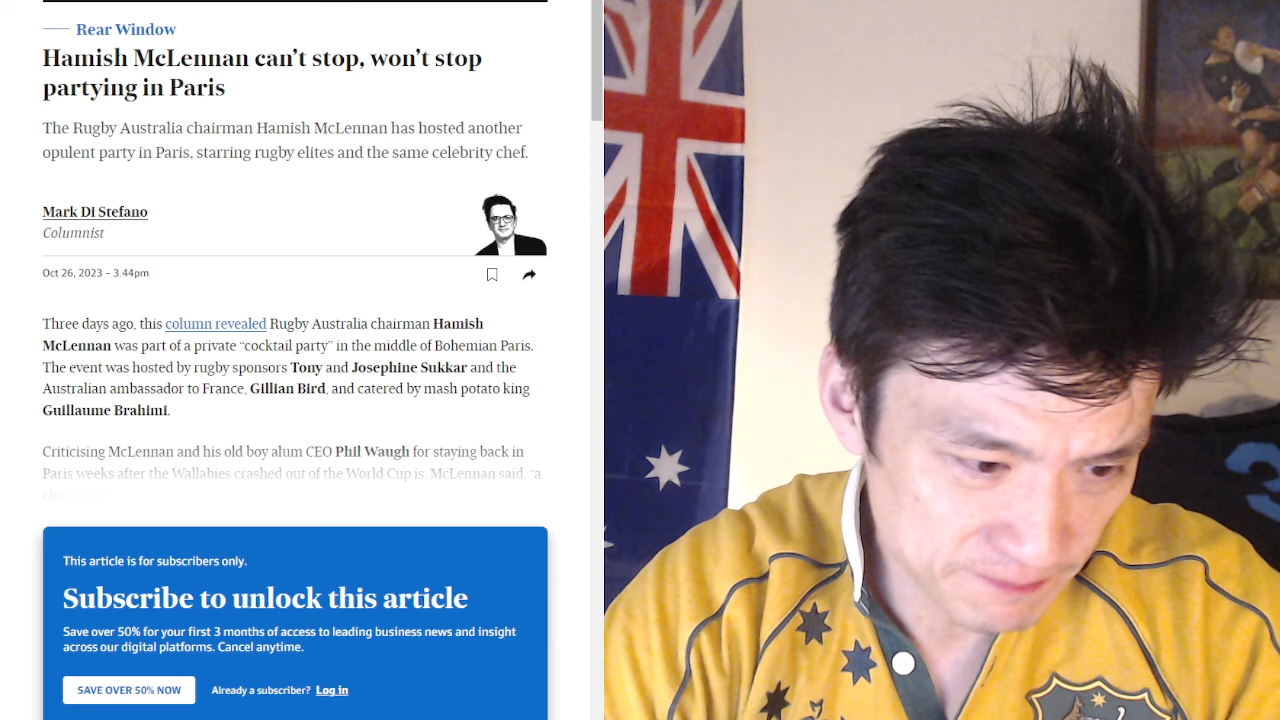 Rear Window
Hamish McLennan can’t stop, won’t stop
partying in Paris
The Rugby Australia chairman Hamish McLennan has hosted another
opulent party in Paris, starring rugby elites and the same celebrity chef.
Mark Di Stefano
Columnist
Oct 26, 2023 – 3.44pm
Three days ago, this column revealed Rugby Australia chairman Hamish
McLennan was part of a private “cocktail party” in the middle of Bohemian Paris.
The event was hosted by rugby sponsors Tony and Josephine Sukkar and the
Australian ambassador to France, Gillian Bird, and catered by mash potato king
Guillaume Brahimi.
Criticising McLennan and his old boy alum CEO Phil Waugh for staying back in
Paris weeks after the Wallabies crashed out of the World Cup is, McLennan said, “a
This article is for subscribers only.
Subscribe to unlock this article
Save over 50% for your first 3 months of access to leading business news and insight
across our digital platforms. Cancel anytime.
SAVE OVER 50% NOW
Already a subscriber? Log in